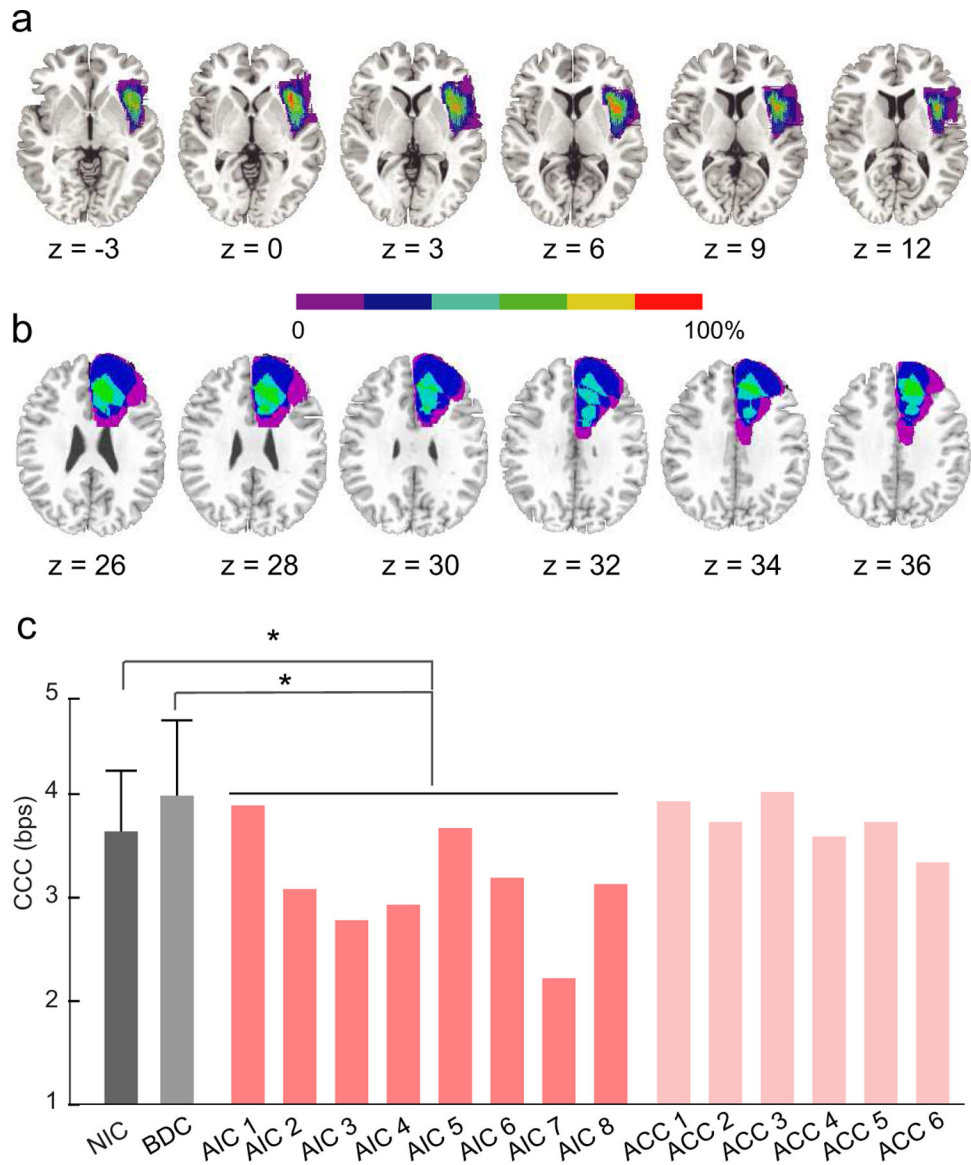 a
z = -3 z = 0 z = 3 z = 6 z = 9 z = 12
0 100%
b
z = 26 z = 28 z = 30 z = 32 z = 34 z = 36
c
*
*
5
4
3
2
1
CCC (bps)
NIC BDC AIC 1 AIC 2 AIC 3 AIC 4 AIC 5 AIC 6 AIC 7 AIC 8 ACC 1 ACC 2 ACC 3 ACC 4 ACC 5 ACC 6